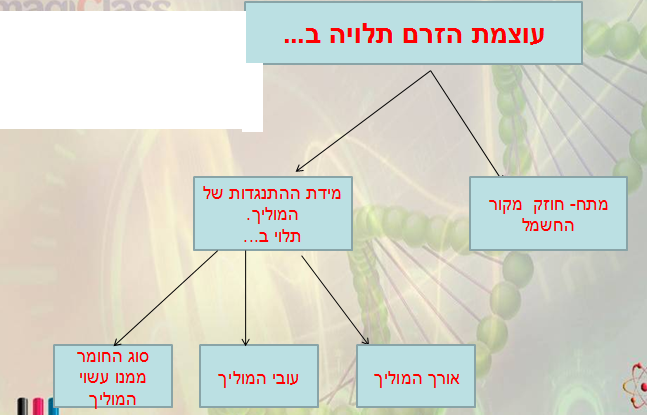 magiClass
עוצמת הזרם תלויה ב...
מידת ההתנגדות של
המוליך.
תלוי ב...
מתח- חוזק מקור
החשמל
סוג החומר
ממנו עשוי
המוליך
עובי המוליך
אורך המוליך